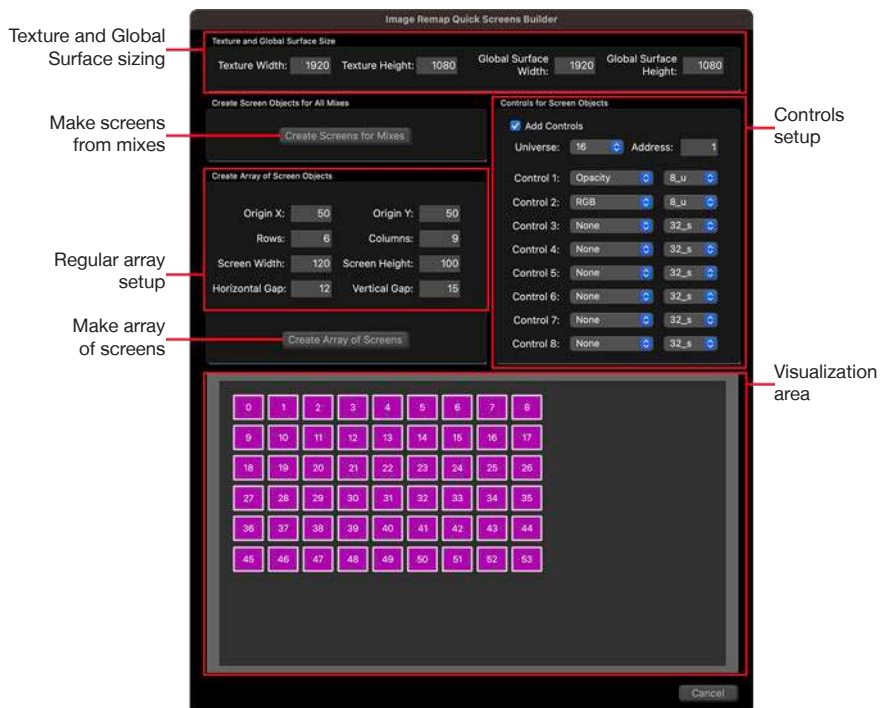 Image Remap Quick Screens Builder
Texture and Global
Surface sizing
Texture and Global Surface Size
Texture Width: 1920 Texture Height: 1080 Global Surface Width: 1920 Global Surface Height: 1080
Make screens
from mixes
Create Screen Objects for All Mixes
Create Screens for Mixes
Controls
setup
Controls for Screen Objects
Add Controls
Universe: 16 Address: 1
Control 1: Opacity 8_u
Control 2: RGB 8_u
Control 3: None 32_s
Control 4: None 32_s
Control 5: None 32_s
Control 6: None 32_s
Control 7: None 32_s
Control 8: None 32_s
Regular array
setup
Create Array of Screen Objects
Origin X: 50 Origin Y: 50
Rows: 6 Columns: 9
Screen Width: 120 Screen Height: 100
Horizontal Gap: 12 Vertical Gap: 15
Make array
of screens
Create Array of Screens
Visualization
area
0 1 2 3 4 5 6 7 8
9 10 11 12 13 14 15 16 17
18 19 20 21 22 23 24 25 26
27 28 29 30 31 32 33 34 35
36 37 38 39 40 41 42 43 44
45 46 47 48 49 50 51 52 53
Cancel